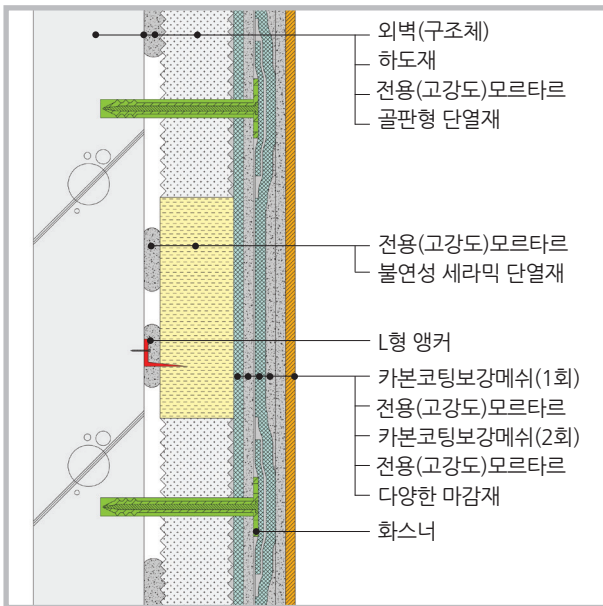 외벽(구조체)
하도재
전용(고강도)모르타르
골판형 단열재
전용(고강도)모르타르
불연성 세라믹 단열재
L형 앵커
카본코팅보강메쉬(1회)
전용(고강도)모르타르
카본코팅보강메쉬(2회)
전용(고강도)모르타르
다양한 마감재
화스너